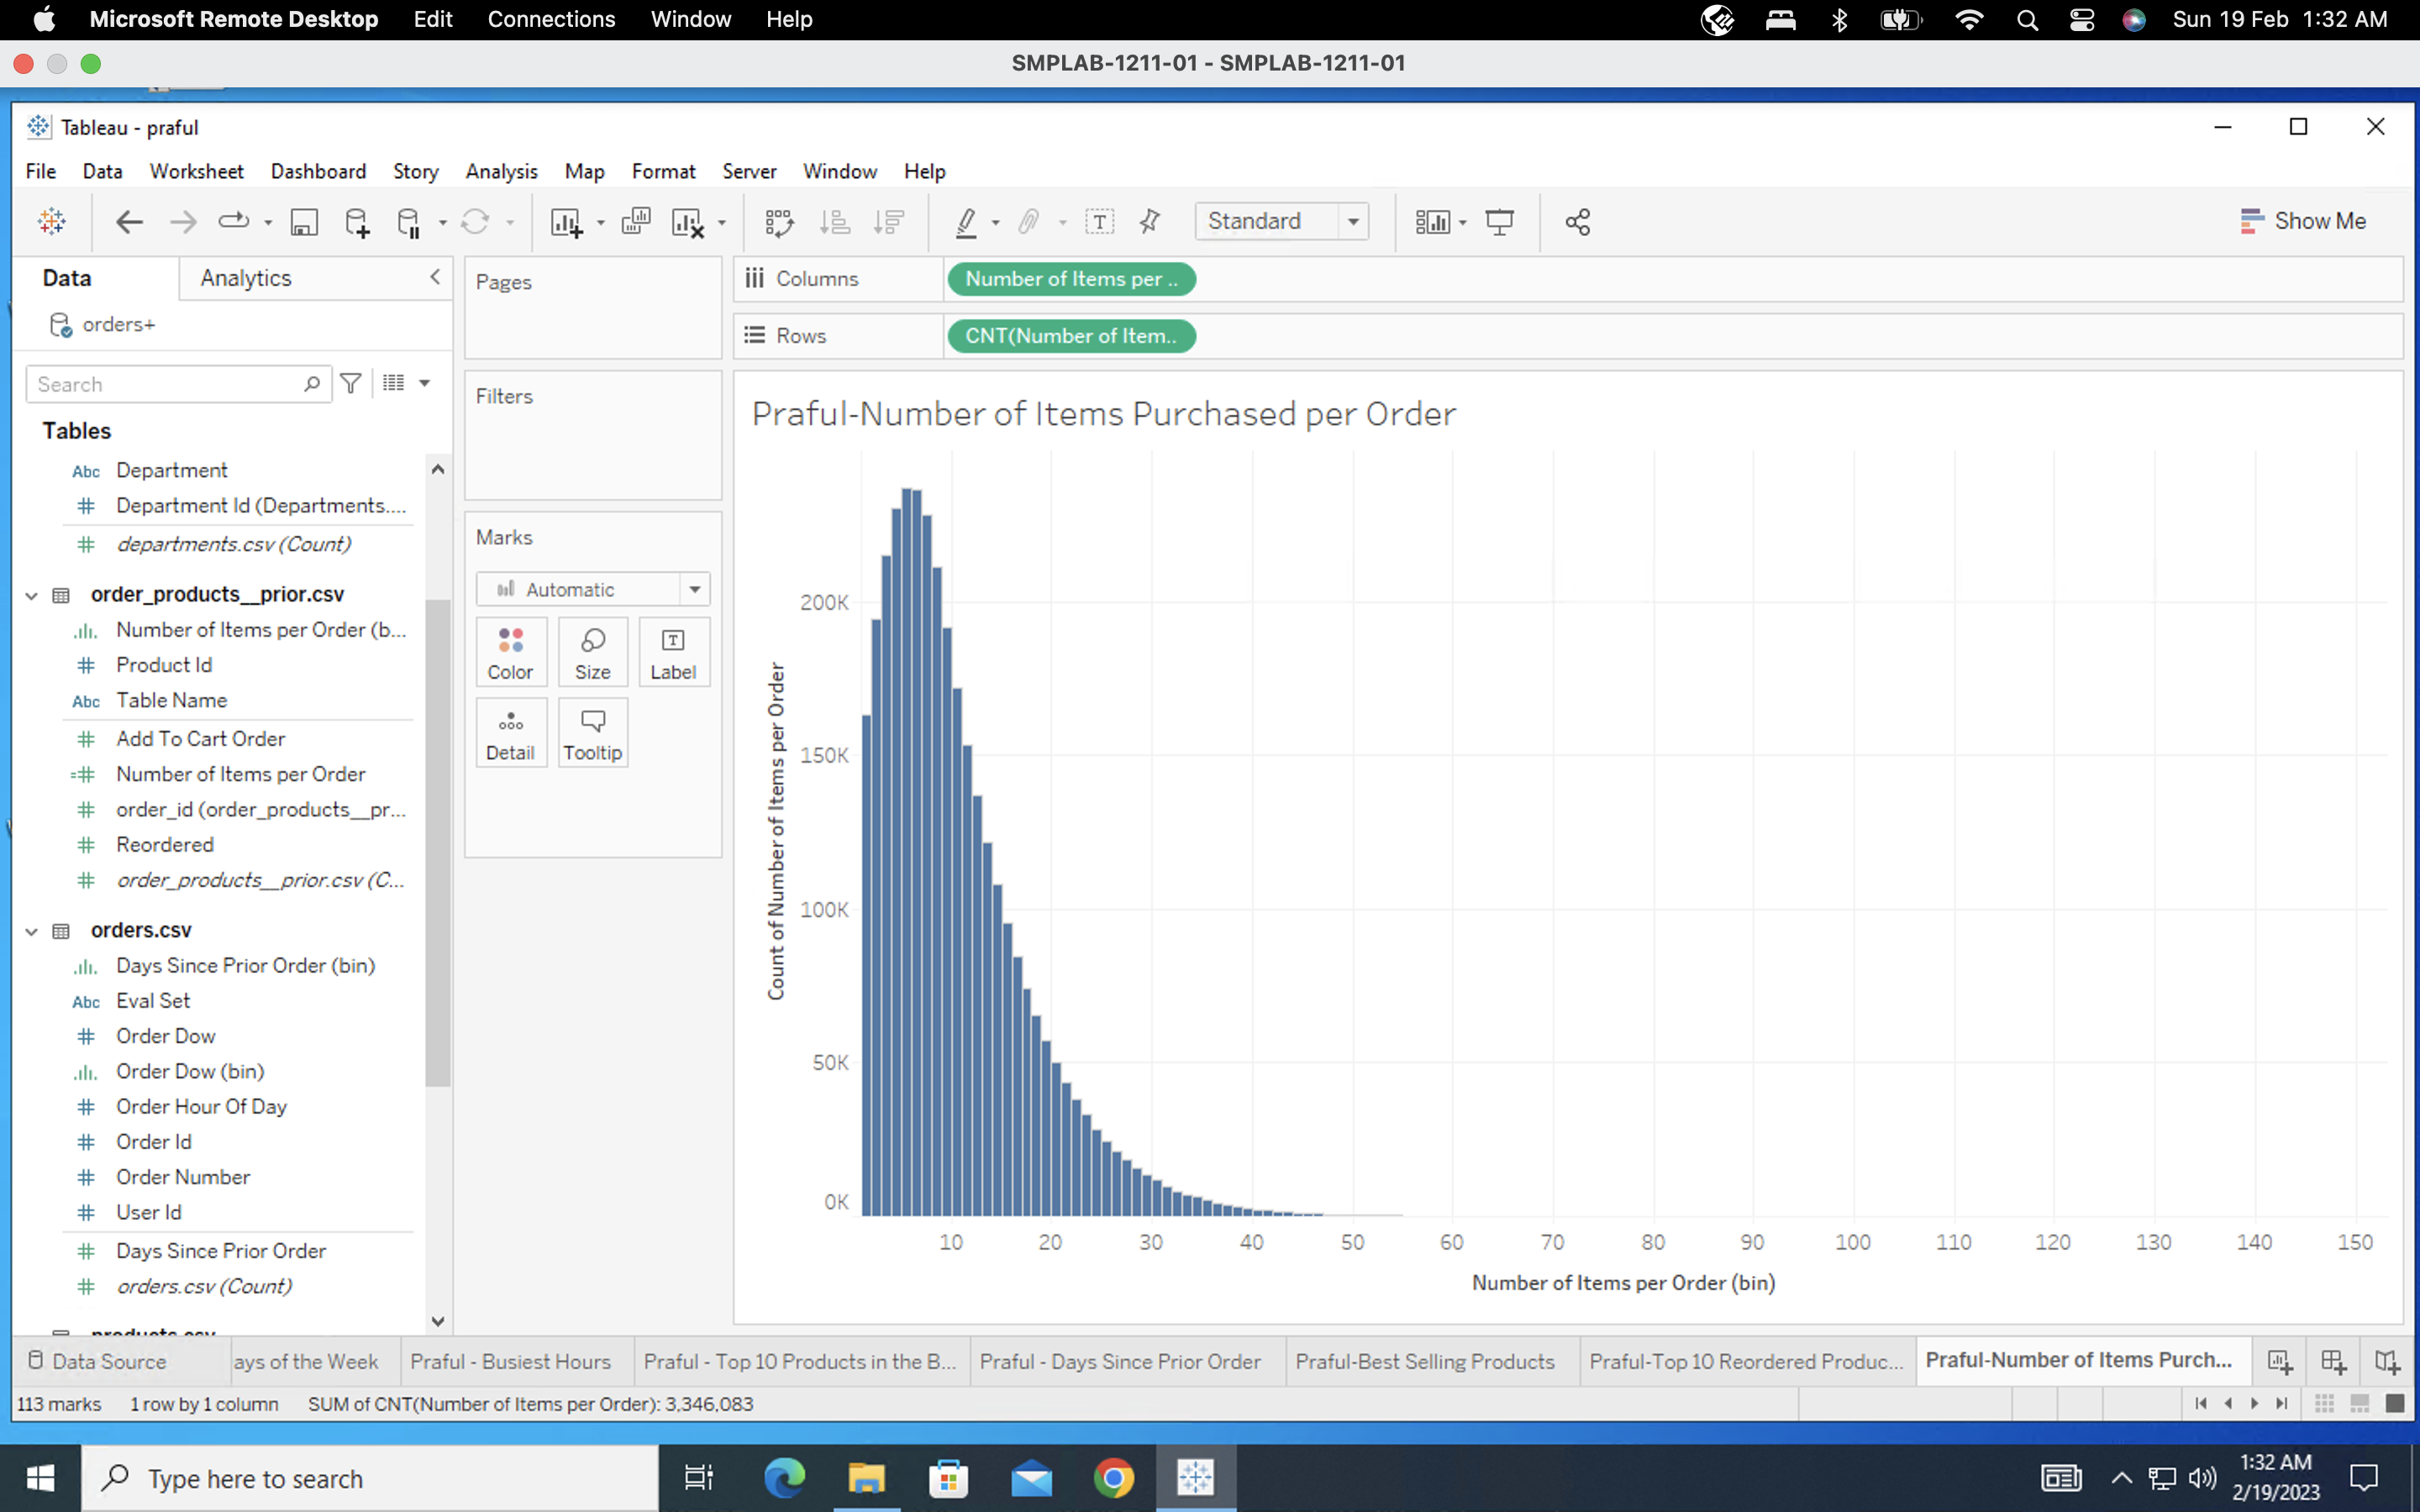 Microsoft Remote Desktop Edit Connections Window Help Sun 19 Feb 1:32 AM
SMPLAB-1211-01 - SMPLAB-1211-01
Tableau - praful
File Data Worksheet Dashboard Story Analysis Map Format Server Window Help
Standard
Show Me
Data
Analytics
orders+
Search
Tables
Abc Department
Department Id (Departments....
departments.csv (Count)
order_products__prior.csv
Number of Items per Order (b...
Product Id
Abc Table Name
Add To Cart Order
Number of Items per Order
order_id (order_products__pr...
Reordered
order_products__prior.csv (C...
orders.csv
Days Since Prior Order (bin)
Abc Eval Set
Order Dow
Order Dow (bin)
Order Hour Of Day
Order Id
Order Number
User Id
Days Since Prior Order
orders.csv (Count)
products.csv
Pages
Filters
Marks
Automatic
Color Size Label
Detail Tooltip
Columns Number of Items per ..
Rows CNT(Number of Item..
Praful-Number of Items Purchased per Order
Count of Number of Items per Order
200K
150K
100K
50K
0K
10 20 30 40 50 60 70 80 90 100 110 120 130 140 150
Number of Items per Order (bin)
Data Source ays of the Week Praful - Busiest Hours Praful - Top 10 Products in the B... Praful - Days Since Prior Order Praful-Best Selling Products Praful-Top 10 Reordered Produc... Praful-Number of Items Purch...
113 marks 1 row by 1 column SUM of CNT(Number of Items per Order): 3,346,083
Type here to search
1:32 AM
2/19/2023